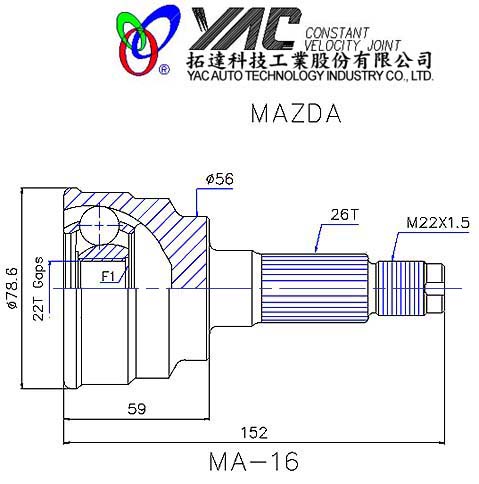 YAC CONSTANT
VELOCITY JOINT
拓達科技工業股份有限公司
YAC AUTO TECHNOLOGY INDUSTRY CO., LTD.
MAZDA
ø56
26T
M22X1.5
ø78.6
22T Gaps
F1
59
152
MA-16